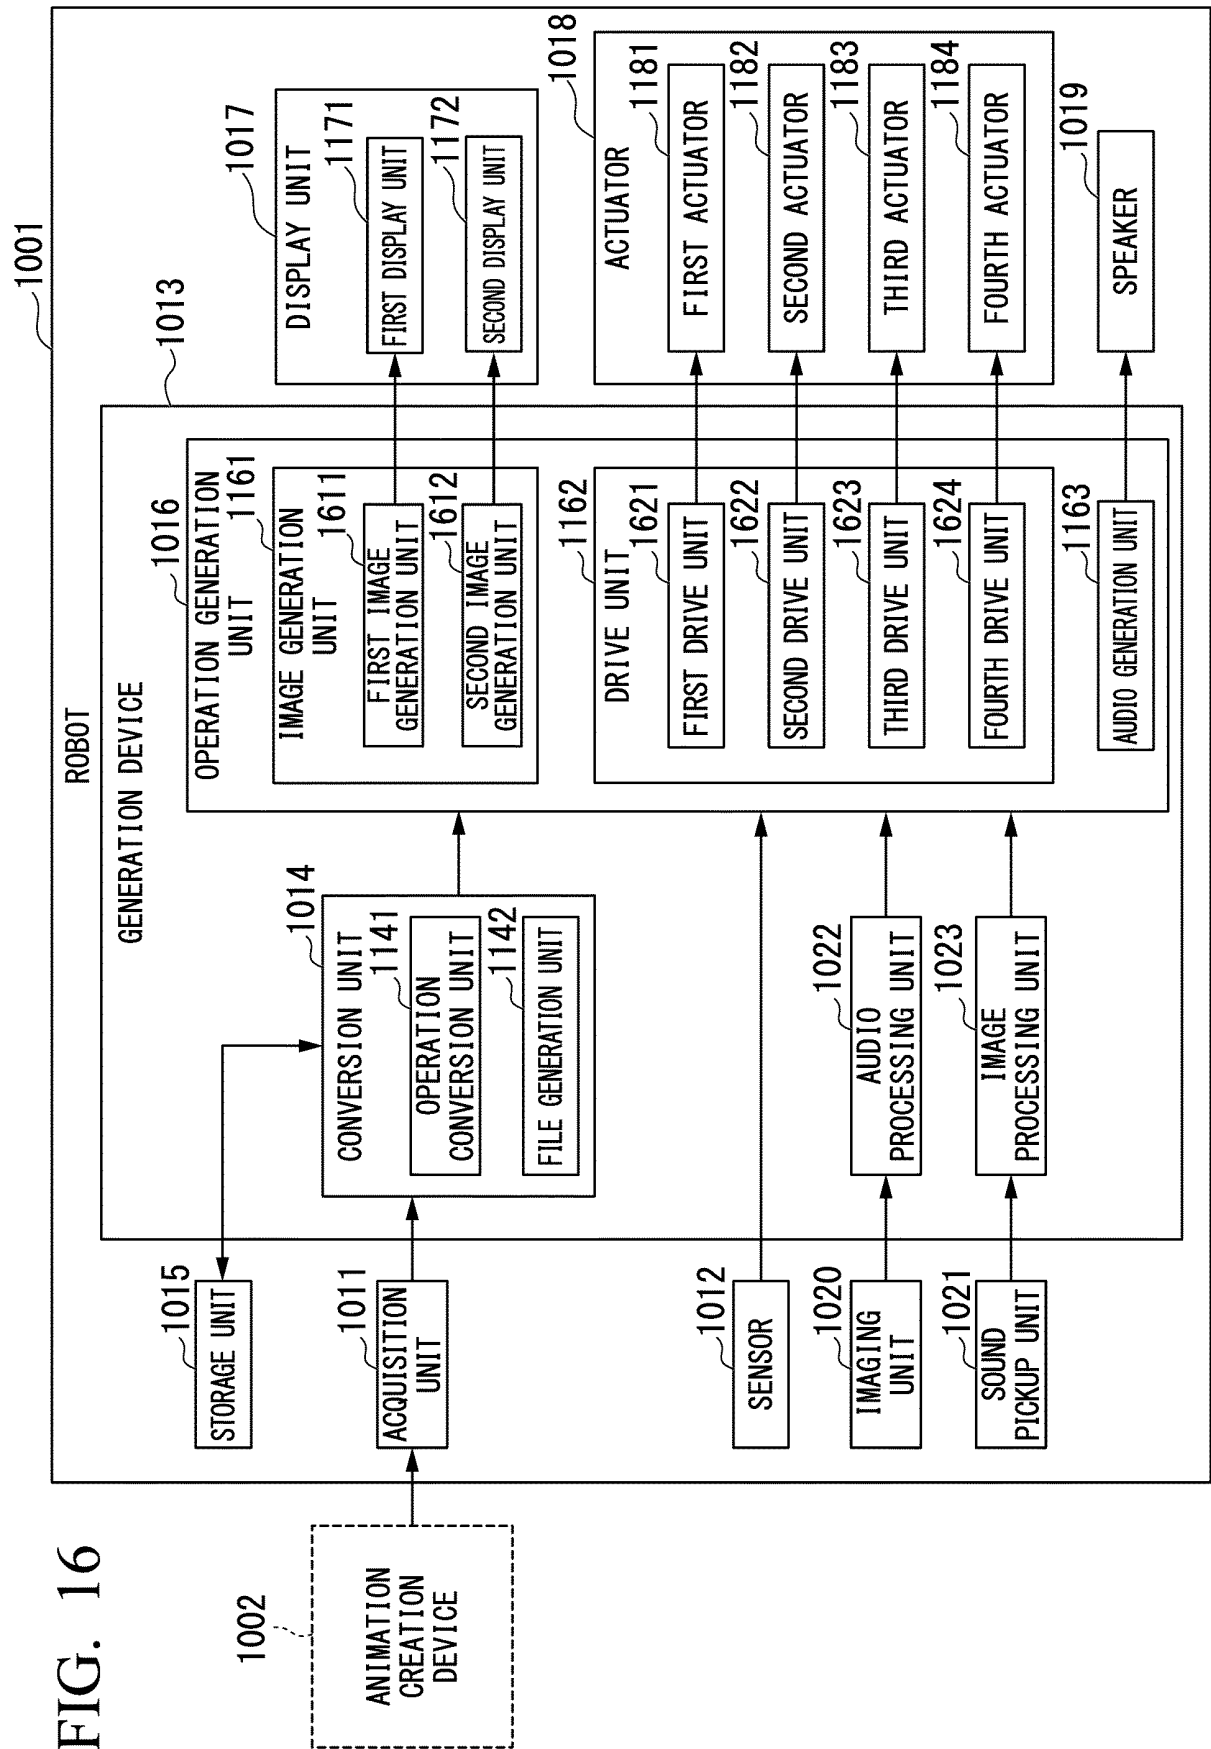 FIG. 16
1001
ROBOT
1013
GENERATION DEVICE
1002
ANIMATION
CREATION
DEVICE
1015
STORAGE UNIT
1011
ACQUISITION
UNIT
1012
SENSOR
1020
IMAGING
UNIT
1021
SOUND
PICKUP UNIT
1014
CONVERSION UNIT
1141
OPERATION
CONVERSION UNIT
1142
FILE GENERATION UNIT
1022
AUDIO
PROCESSING UNIT
1023
IMAGE
PROCESSING UNIT
1016
OPERATION GENERATION
UNIT
1161
IMAGE GENERATION
UNIT
1611
FIRST IMAGE
GENERATION UNIT
1612
SECOND IMAGE
GENERATION UNIT
1162
DRIVE UNIT
1621
FIRST DRIVE UNIT
1622
SECOND DRIVE UNIT
1623
THIRD DRIVE UNIT
1624
FOURTH DRIVE UNIT
1163
AUDIO GENERATION UNIT
1017
DISPLAY UNIT
1171
FIRST DISPLAY UNIT
1172
SECOND DISPLAY UNIT
1018
ACTUATOR
1181
FIRST ACTUATOR
1182
SECOND ACTUATOR
1183
THIRD ACTUATOR
1184
FOURTH ACTUATOR
1019
SPEAKER